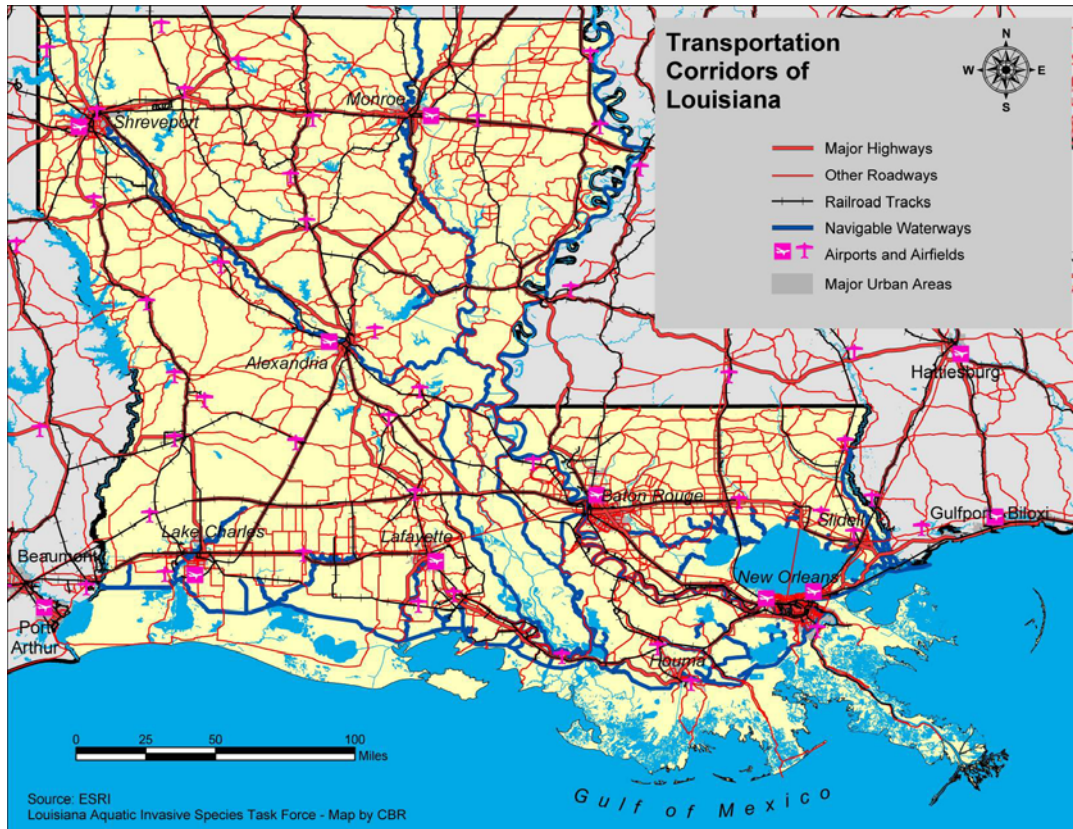 Transportation
Corridors of
Louisiana
N
W
E
S
Major Highways
Other Roadways
Railroad Tracks
Navigable Waterways
Airports and Airfields
Major Urban Areas
Monroe
Shreveport
Alexandria
Hattiesburg
Baton Rouge
Lake Charles
Lafayette
Slidell
Gulfport
Biloxi
Beaumont
New Orleans
Port
Arthur
Houma
0 25 50 100
Miles
Gulf of Mexico
Source: ESRI
Louisiana Aquatic Invasive Species Task Force - Map by CBR